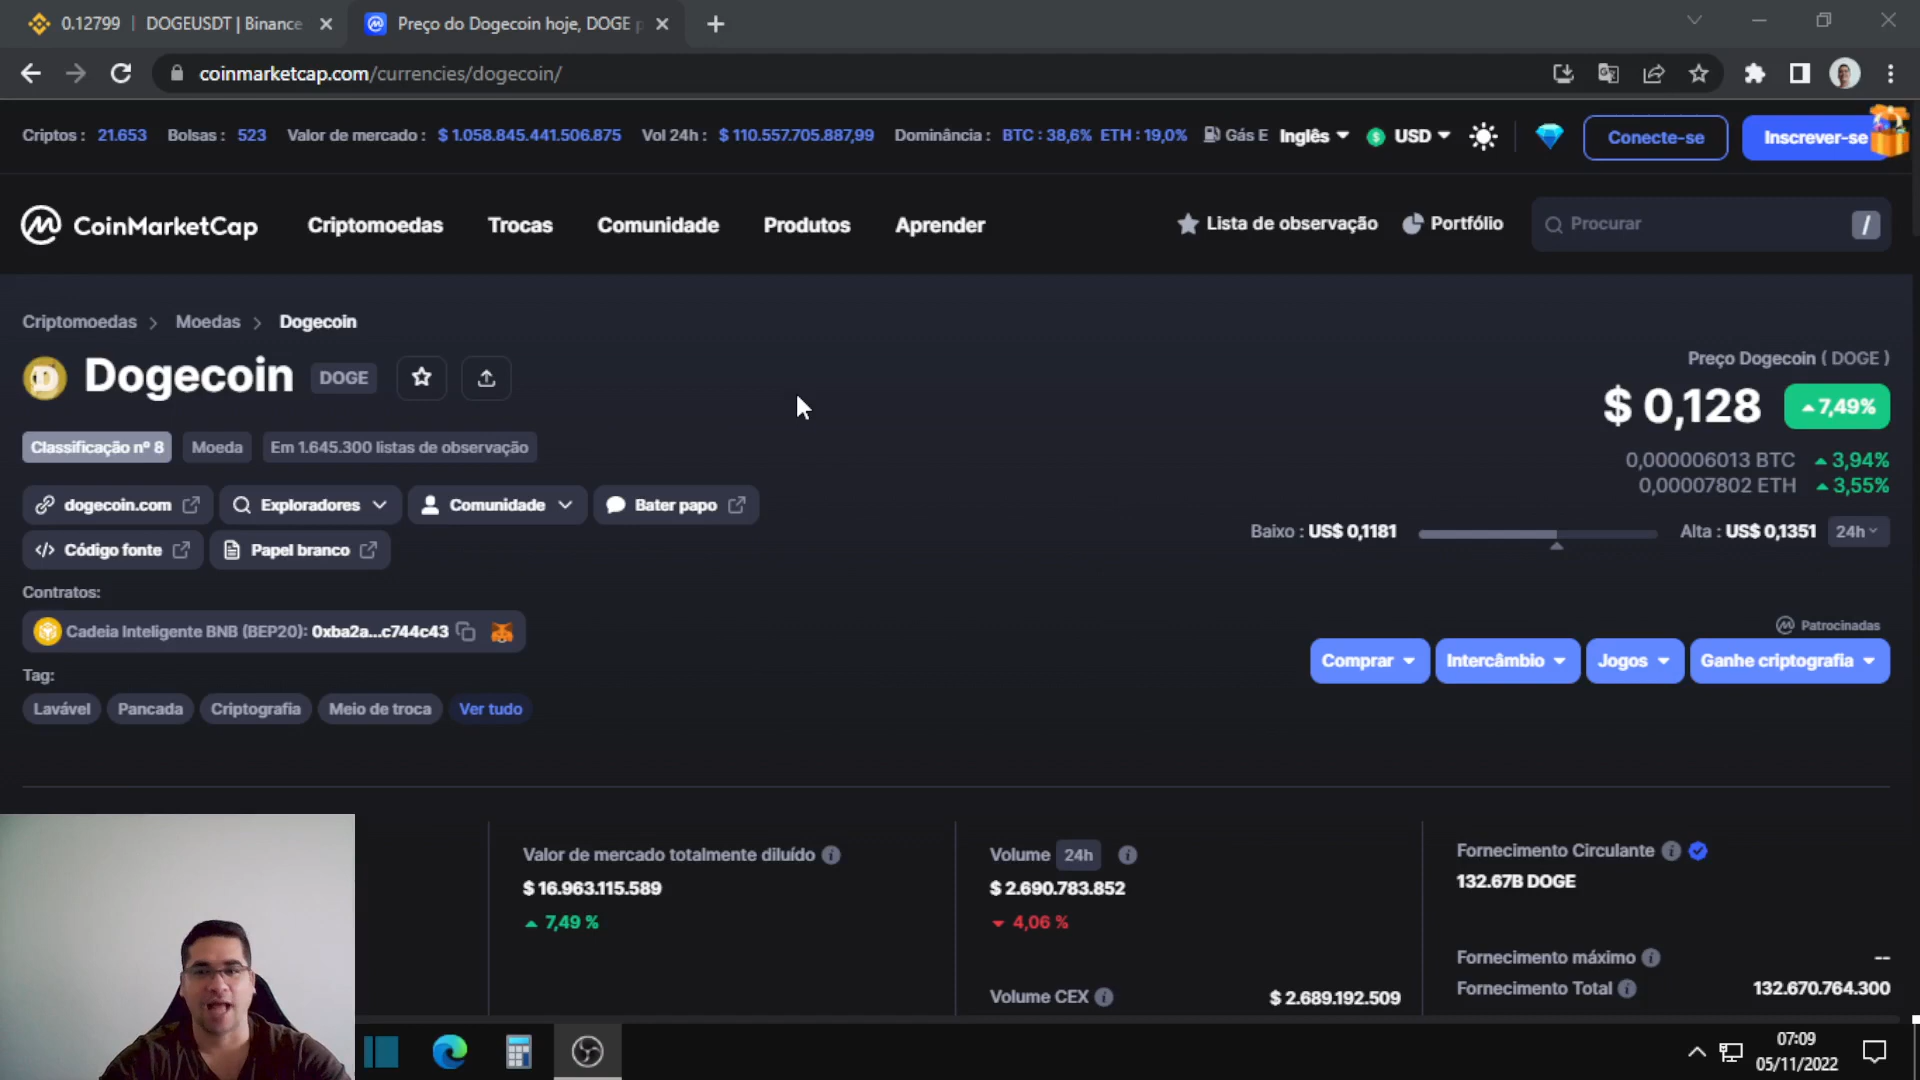 0.12799 | DOGEUSDT | Binance
Preço do Dogecoin hoje, DOGE p
coinmarketcap.com/currencies/dogecoin/
Criptos : 21.653 Bolsas : 523 Valor de mercado : $ 1.058.845.441.506.875 Vol 24h : $ 110.557.705.887,99 Dominância : BTC : 38,6% ETH : 19,0% Gás E Inglês USD Conecte-se Inscrever-se
CoinMarketCap Criptomoedas Trocas Comunidade Produtos Aprender Lista de observação Portfólio Procurar /
Criptomoedas > Moedas > Dogecoin
Dogecoin DOGE
Preço Dogecoin ( DOGE )
$ 0,128 7,49%
Classificação nº 8 Moeda Em 1.645.300 listas de observação
0,000006013 BTC 3,94%
0,00007802 ETH 3,55%
dogecoin.com Exploradores Comunidade Bater papo
Baixo : US$ 0,1181 Alta : US$ 0,1351 24h
</> Código fonte Papel branco
Contratos:
Cadeia Inteligente BNB (BEP20): 0xba2a...c744c43
Patrocinadas
Comprar Intercâmbio Jogos Ganhe criptografia
Tag:
Lavável Pancada Criptografia Meio de troca Ver tudo
Valor de mercado totalmente diluído
$ 16.963.115.589
7,49 %
Volume 24h
$ 2.690.783.852
4,06 %
Volume CEX $ 2.689.192.509
Fornecimento Circulante
132.67B DOGE
Fornecimento máximo --
Fornecimento Total 132.670.764.300
07:09
05/11/2022